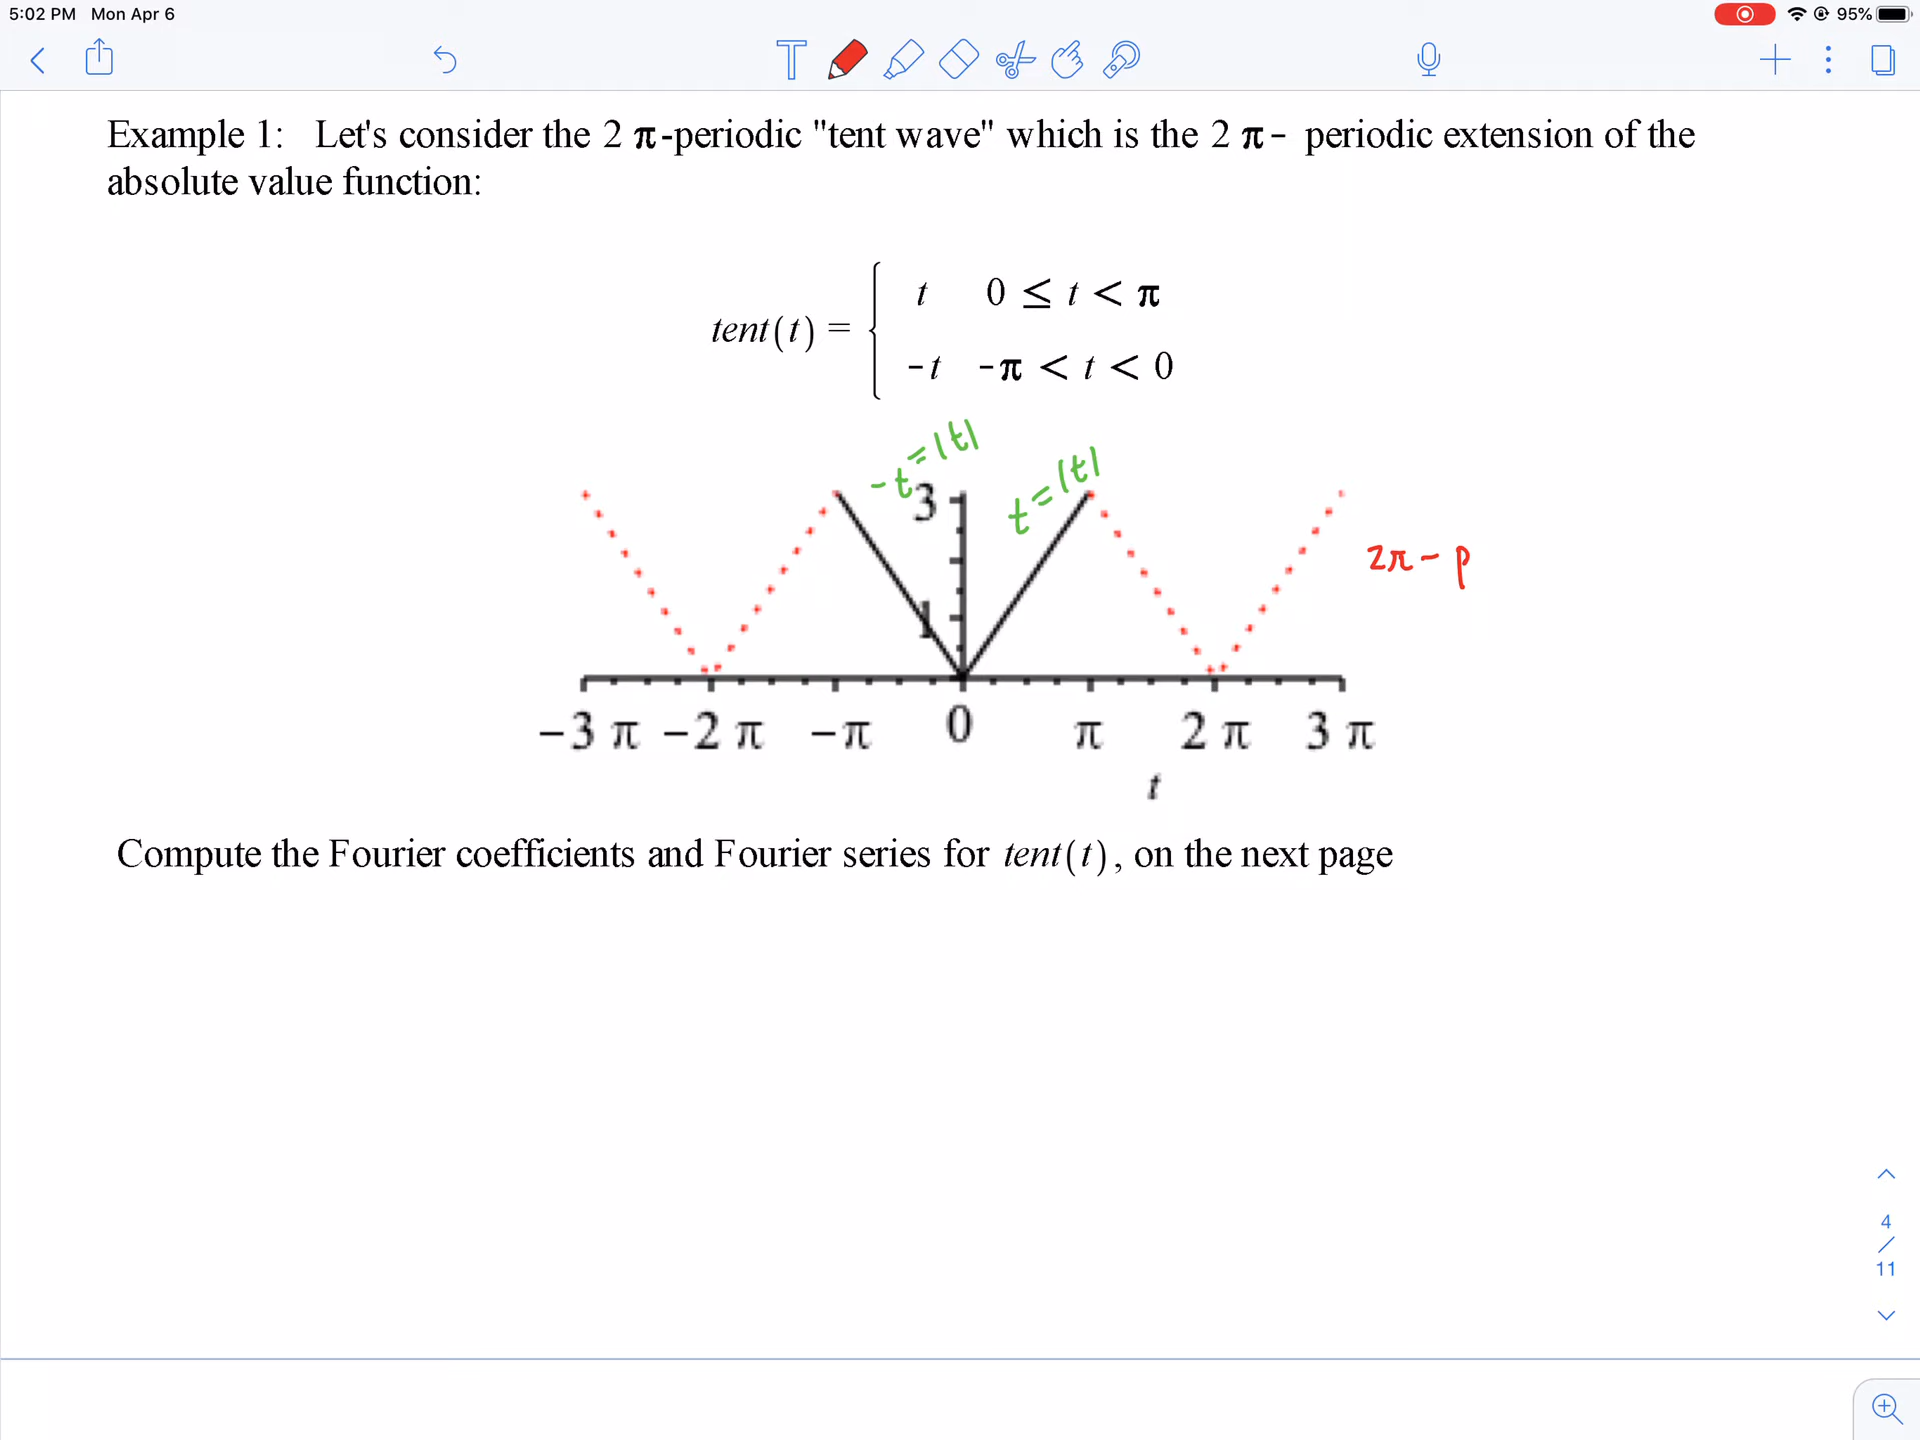 5:02 PM Mon Apr 6 95%
Example 1: Let's consider the 2 π-periodic "tent wave" which is the 2 π- periodic extension of the
absolute value function:
t 0 ≤ t < π
tent(t) =
-t -π < t < 0
-t = |t|
t = |t|
3
2π - p
1
-3 π -2 π -π 0 π 2 π 3 π
t
Compute the Fourier coefficients and Fourier series for tent(t), on the next page
4
/
11